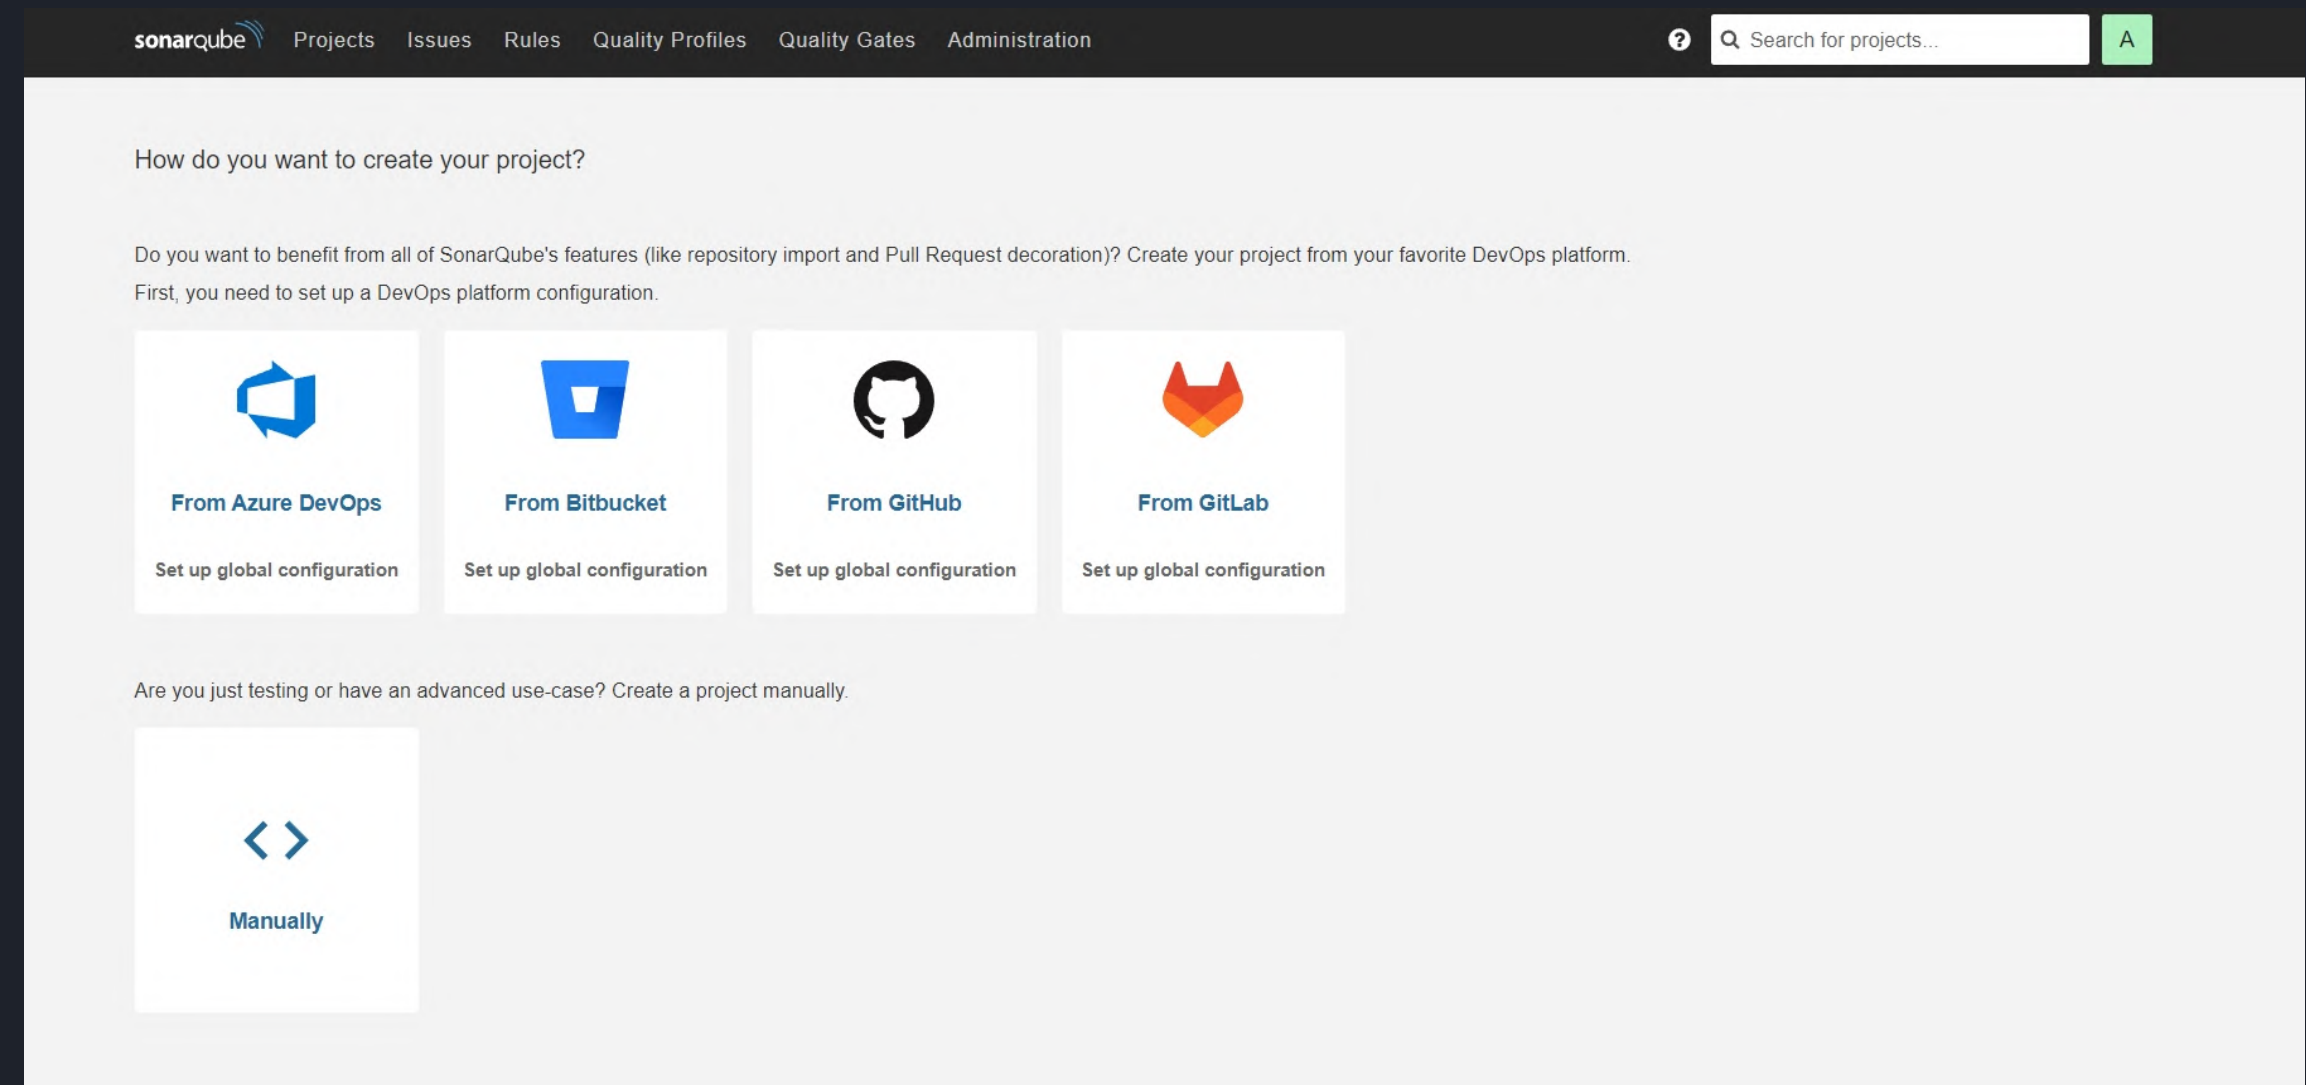 sonarqube Projects Issues Rules Quality Profiles Quality Gates Administration ? Search for projects... A
How do you want to create your project?
Do you want to benefit from all of SonarQube's features (like repository import and Pull Request decoration)? Create your project from your favorite DevOps platform.
First, you need to set up a DevOps platform configuration.
From Azure DevOps From Bitbucket From GitHub From GitLab
Set up global configuration Set up global configuration Set up global configuration Set up global configuration
Are you just testing or have an advanced use-case? Create a project manually.
Manually